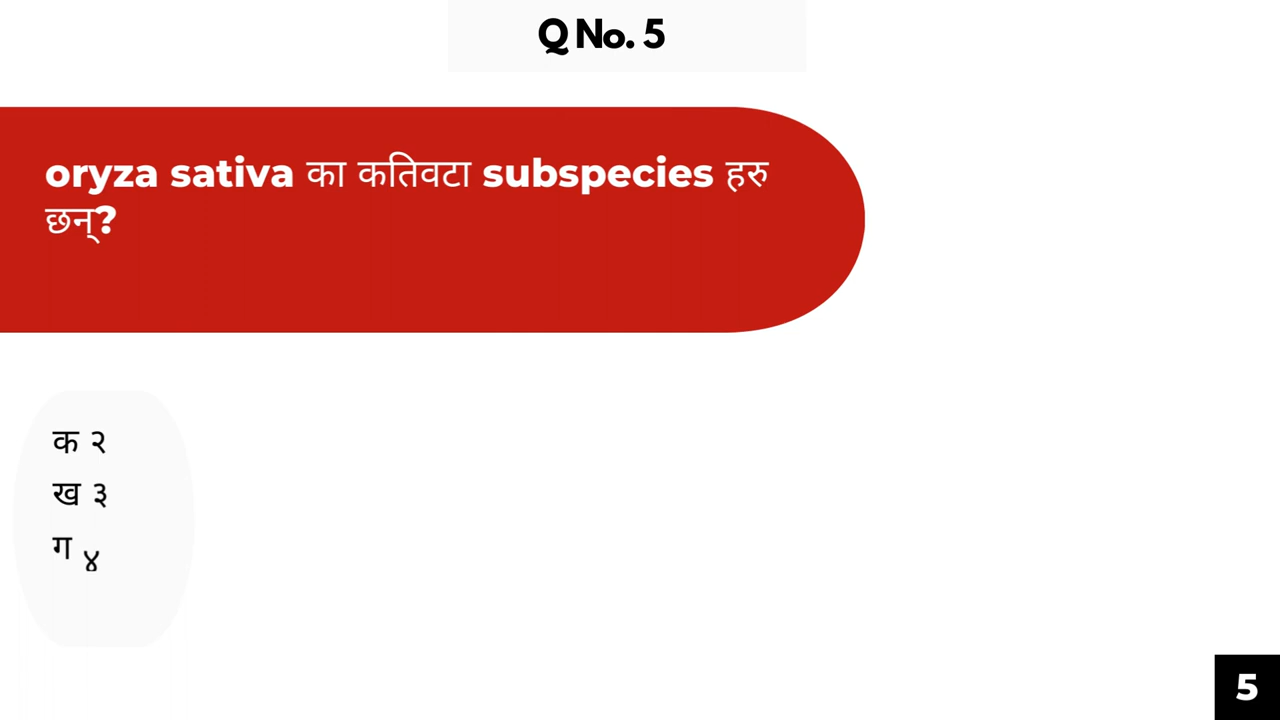 Q No. 5
oryza sativa का कतिवटा subspecies हरु
छन्?
क २
ख ३
ग ४
5